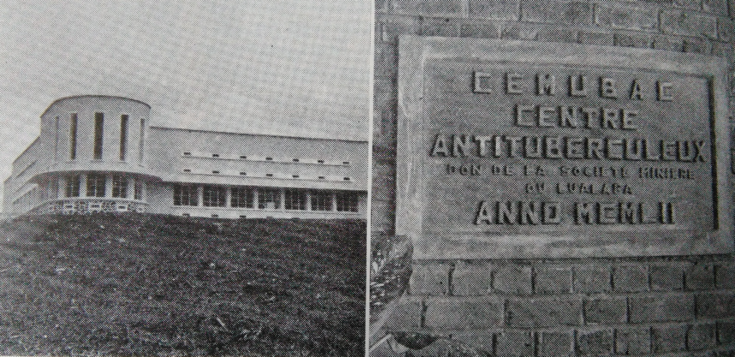 CEMUBAC
CENTRE
ANTITUBERCULEUX
DON DE LA SOCIETE MINIERE
DU LUALABA
ANNO MCMLII